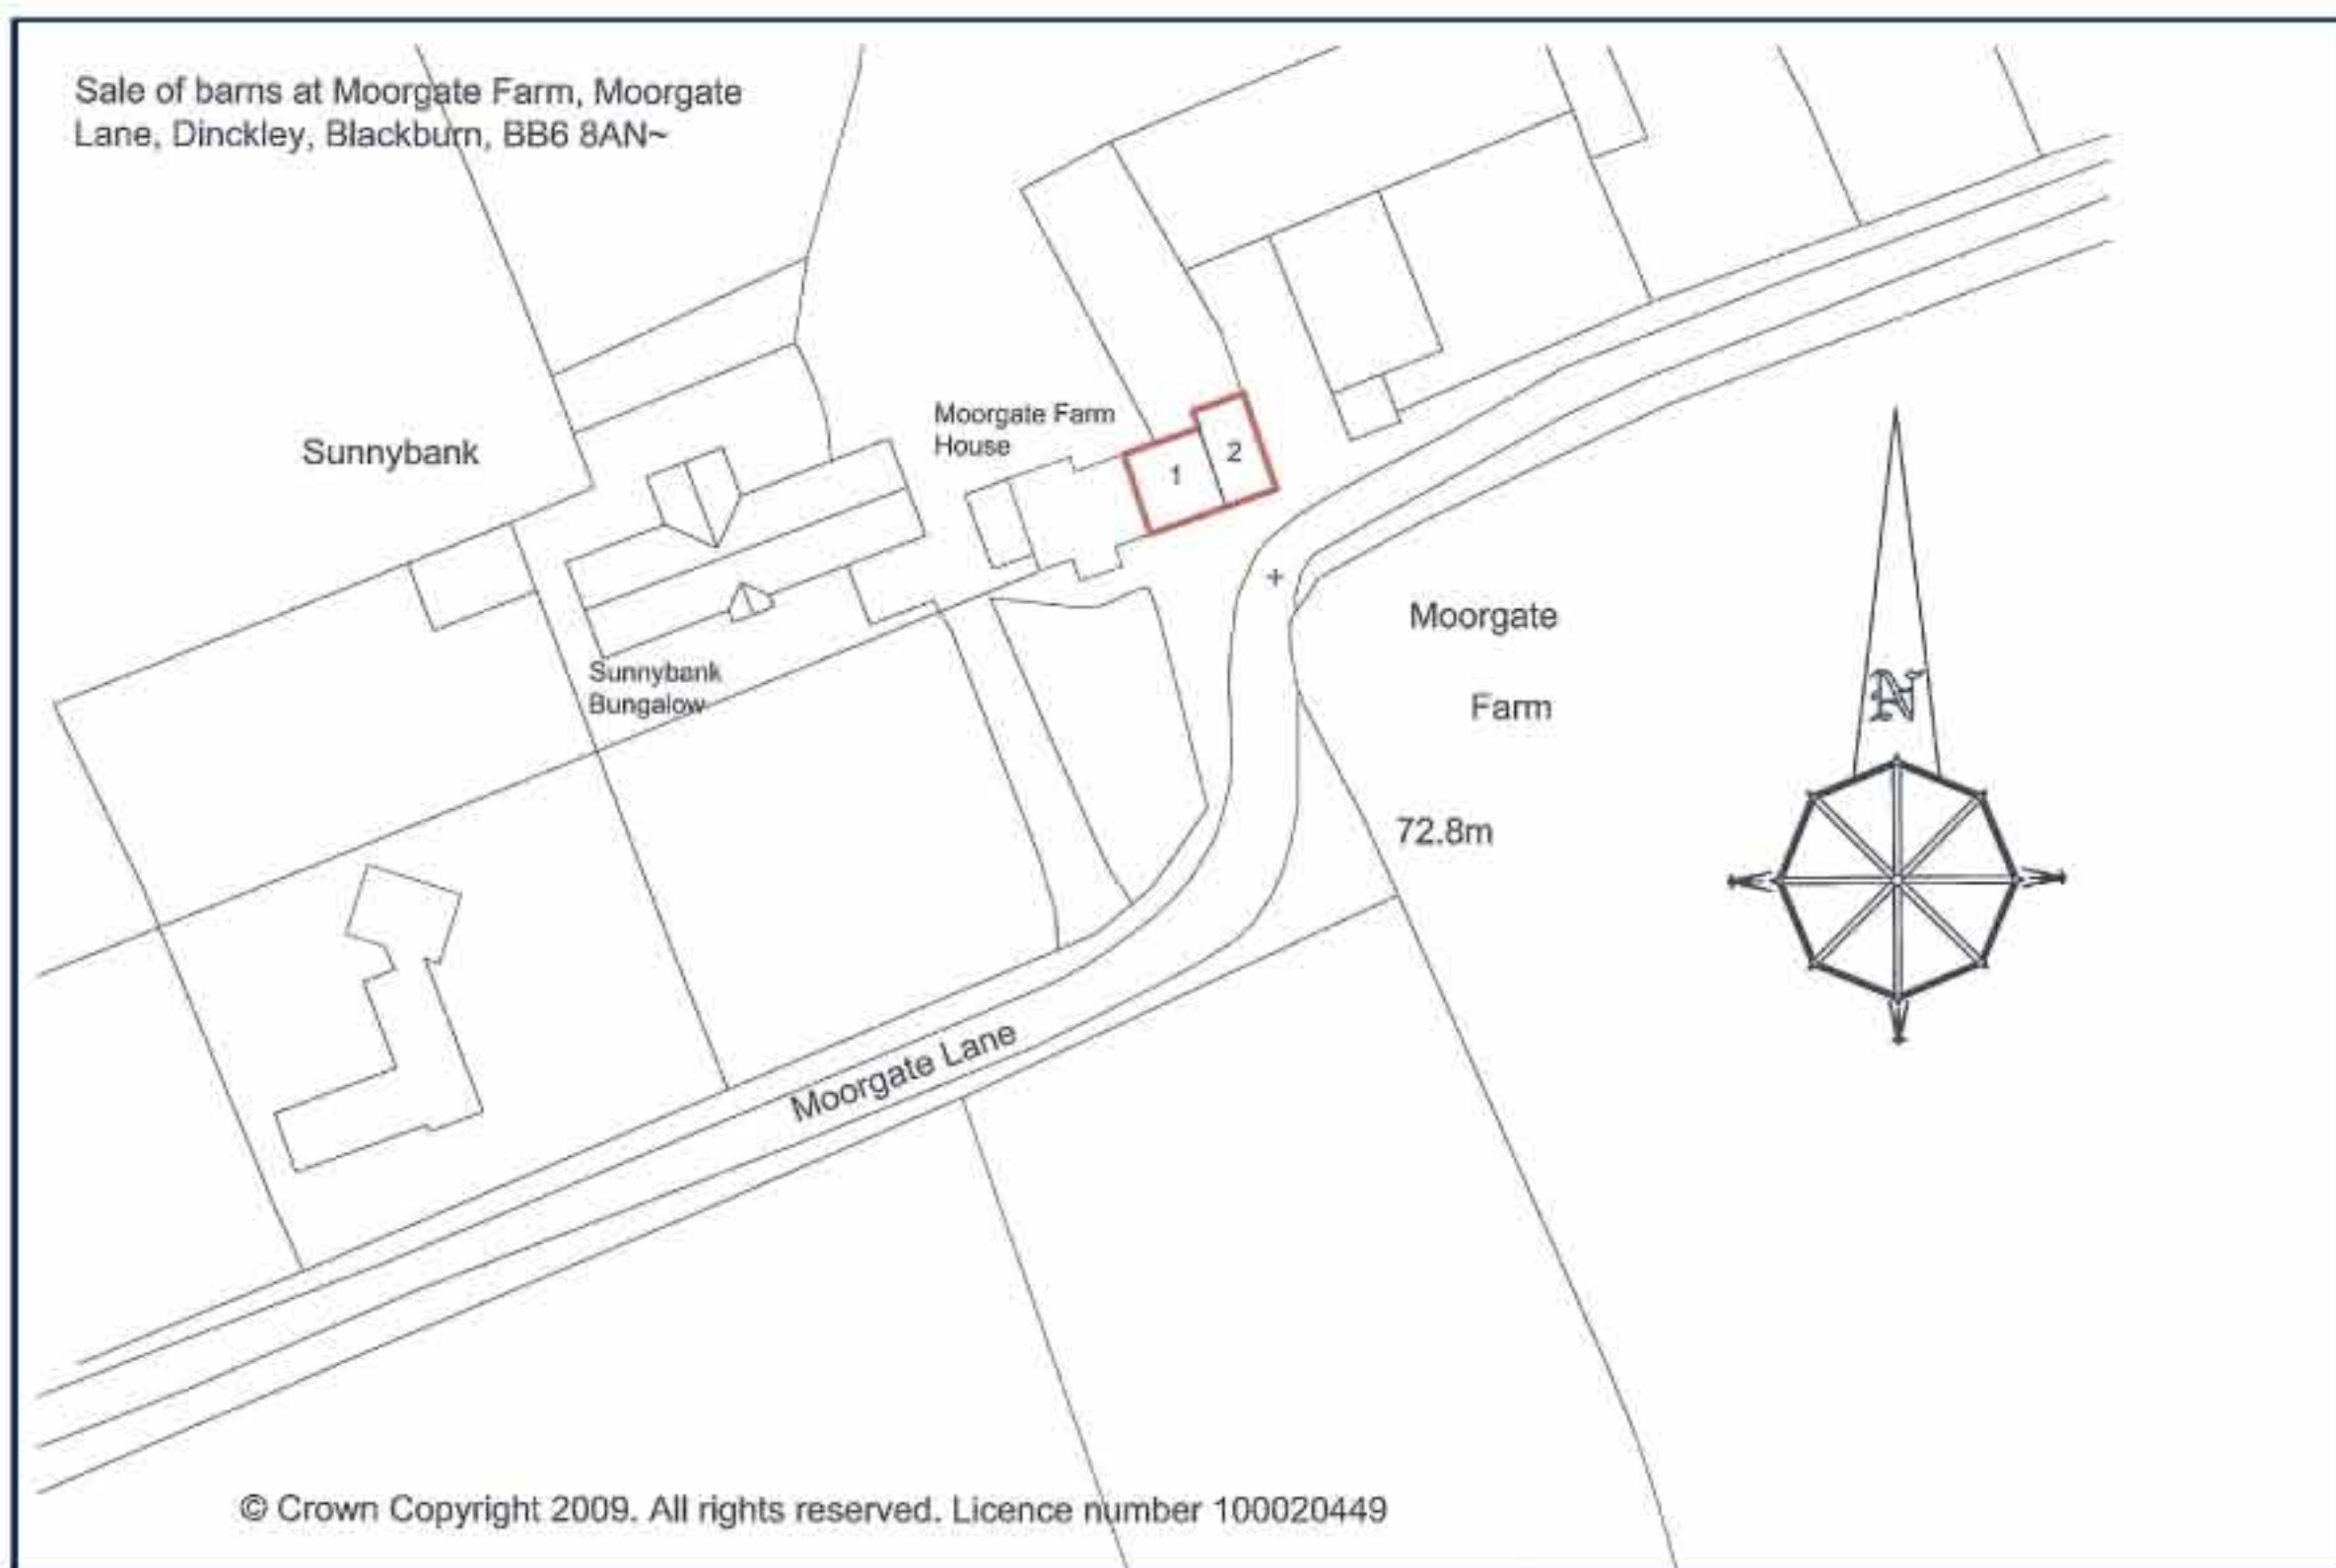 Sale of barns at Moorgate Farm, Moorgate
Lane, Dinckley, Blackburn, BB6 8AN~
Sunnybank
Moorgate Farm
House
1
2
Sunnybank
Bungalow
Moorgate
Farm
N
72.8m
Moorgate Lane
© Crown Copyright 2009. All rights reserved. Licence number 100020449